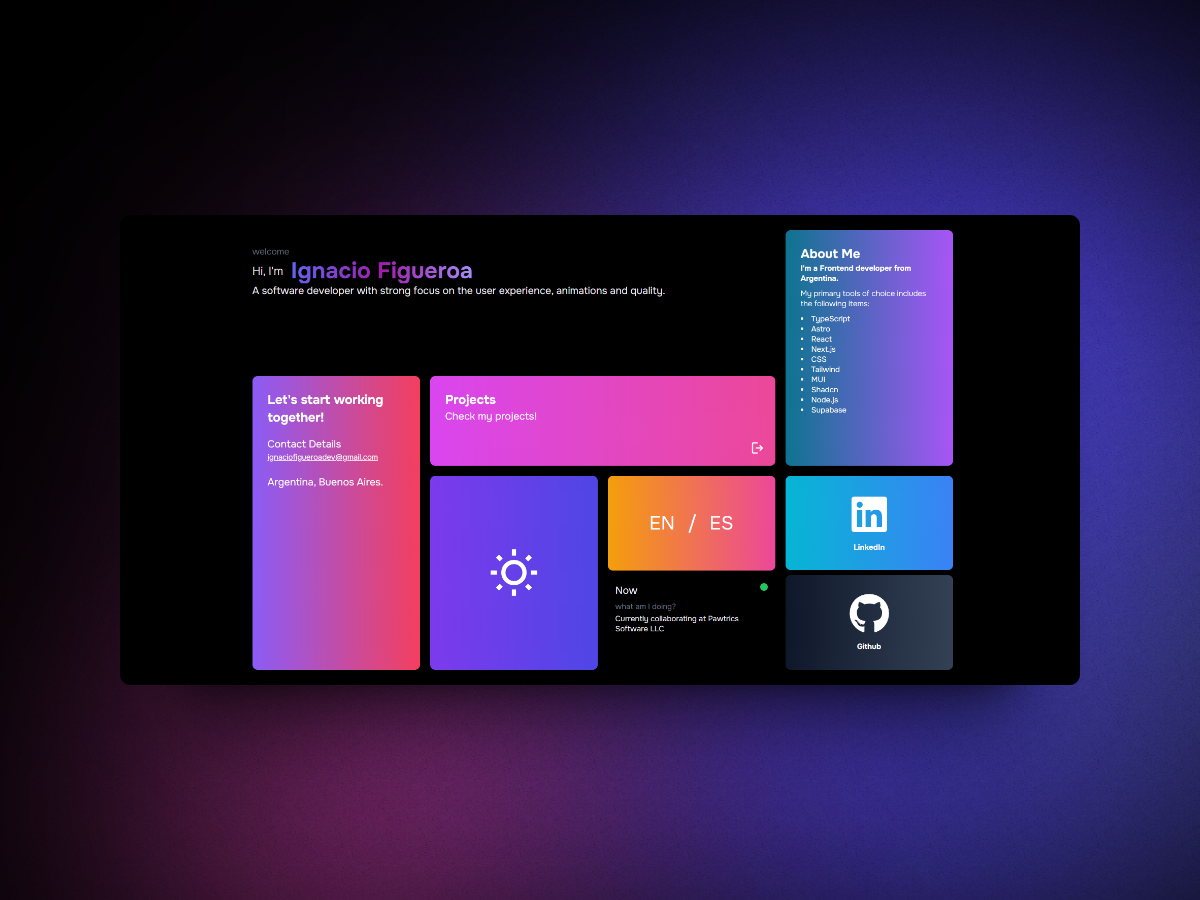 welcome
Hi, I'm Ignacio Figueroa
A software developer with strong focus on the user experience, animations and quality.
About Me
I'm a Frontend developer from
Argentina.
My primary tools of choice includes
the following items:
• TypeScript
• Astro
• React
• Next.js
• CSS
• Tailwind
• MUI
• Shadcn
• Node.js
• Supabase
Let's start working
together!
Contact Details
ignaciofigueroadev@gmail.com
Argentina, Buenos Aires.
Projects
Check my projects!
EN / ES
Now
what am I doing?
Currently collaborating at Pawtrics
Software LLC
in
LinkedIn
Github